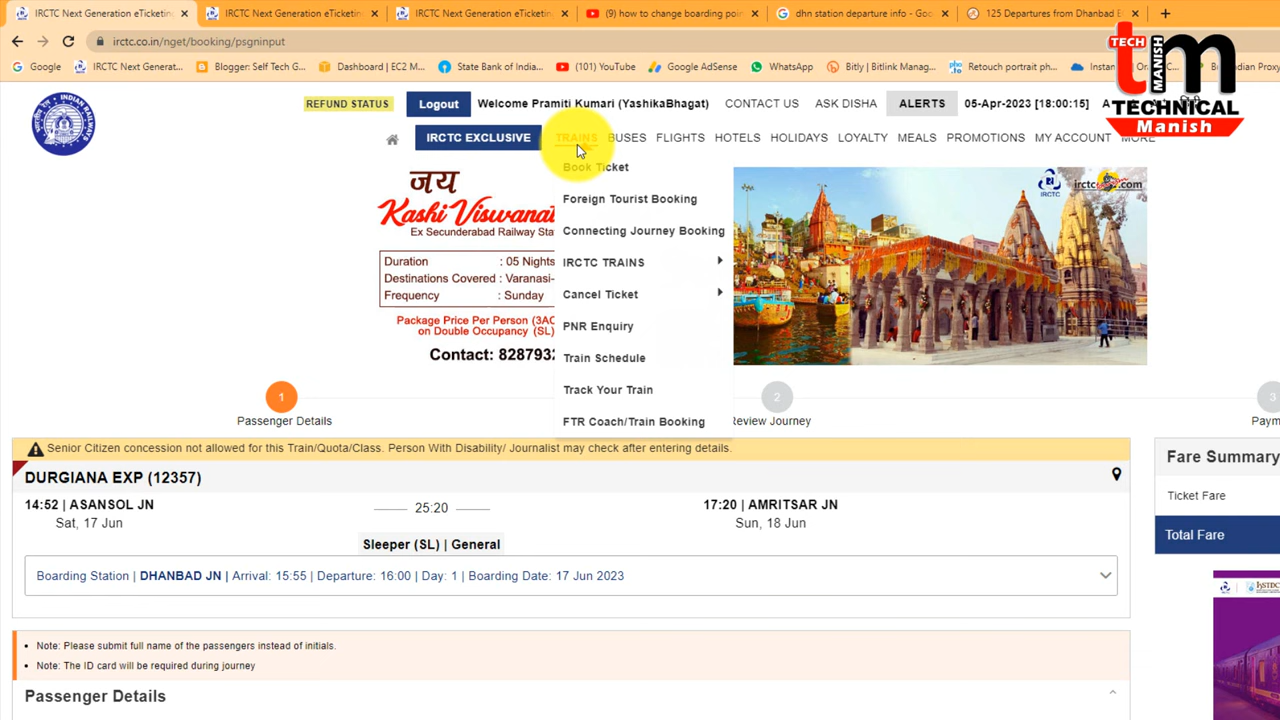 IRCTC Next Generation eTicketin
IRCTC Next Generation eTicketin
IRCTC Next Generation eTicketin
(9) how to change boarding poi
dhn station departure info - Goo
125 Departures from Dhanbad
irctc.co.in/nget/booking/psgninput
Google
IRCTC Next Generat...
Blogger: Self Tech G...
Dashboard | EC2 M...
State Bank of India...
(101) YouTube
Google AdSense
WhatsApp
Bitly | Bitlink Manag...
Retouch portrait ph...
Instan
Proxy
TECH
MANISH
tm
TECHNICAL
Manish
INDIAN RAILWAYS
REFUND STATUS
Logout
Welcome Pramiti Kumari (YashikaBhagat)
CONTACT US
ASK DISHA
ALERTS
05-Apr-2023 [18:00:15]
IRCTC EXCLUSIVE
TRAINS
BUSES
FLIGHTS
HOTELS
HOLIDAYS
LOYALTY
MEALS
PROMOTIONS
MY ACCOUNT
MORE
Book Ticket
Foreign Tourist Booking
Connecting Journey Booking
IRCTC TRAINS
Cancel Ticket
PNR Enquiry
Train Schedule
Track Your Train
FTR Coach/Train Booking
जय
Kashi Viswanat
Ex Secunderabad Railway Sta
Duration : 05 Nights
Destinations Covered : Varanasi-
Frequency : Sunday
Package Price Per Person (3AC
on Double Occupancy (SL)
Contact: 8287932
IRCTC
irctc.com
1
Passenger Details
2
Review Journey
3
Paym
Senior Citizen concession not allowed for this Train/Quota/Class. Person With Disability/ Journalist may check after entering details.
DURGIANA EXP (12357)
14:52 | ASANSOL JN
25:20
17:20 | AMRITSAR JN
Sat, 17 Jun
Sun, 18 Jun
Sleeper (SL) | General
Boarding Station | DHANBAD JN | Arrival: 15:55 | Departure: 16:00 | Day: 1 | Boarding Date: 17 Jun 2023
Note: Please submit full name of the passengers instead of initials.
Note: The ID card will be required during journey
Passenger Details
Fare Summary
Ticket Fare
Total Fare